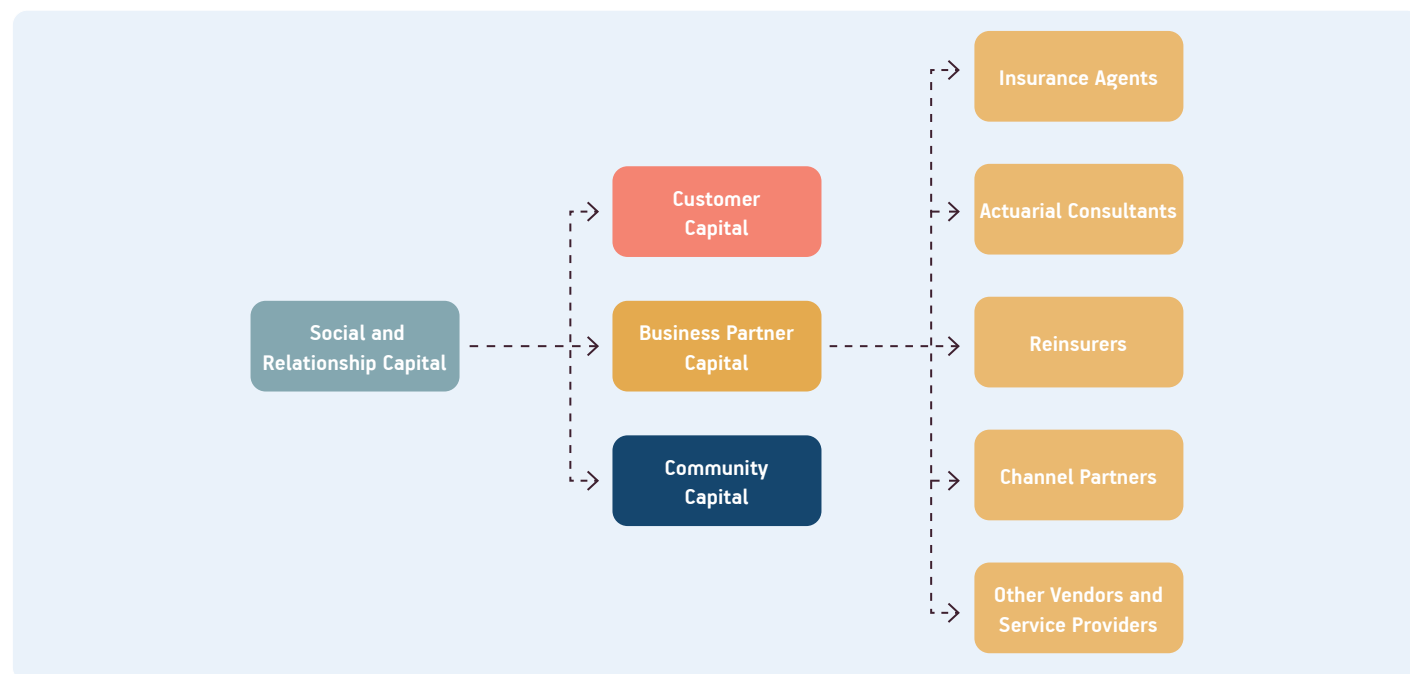 Social and
Relationship Capital
Customer
Capital
Business Partner
Capital
Community
Capital
Insurance Agents
Actuarial Consultants
Reinsurers
Channel Partners
Other Vendors and
Service Providers